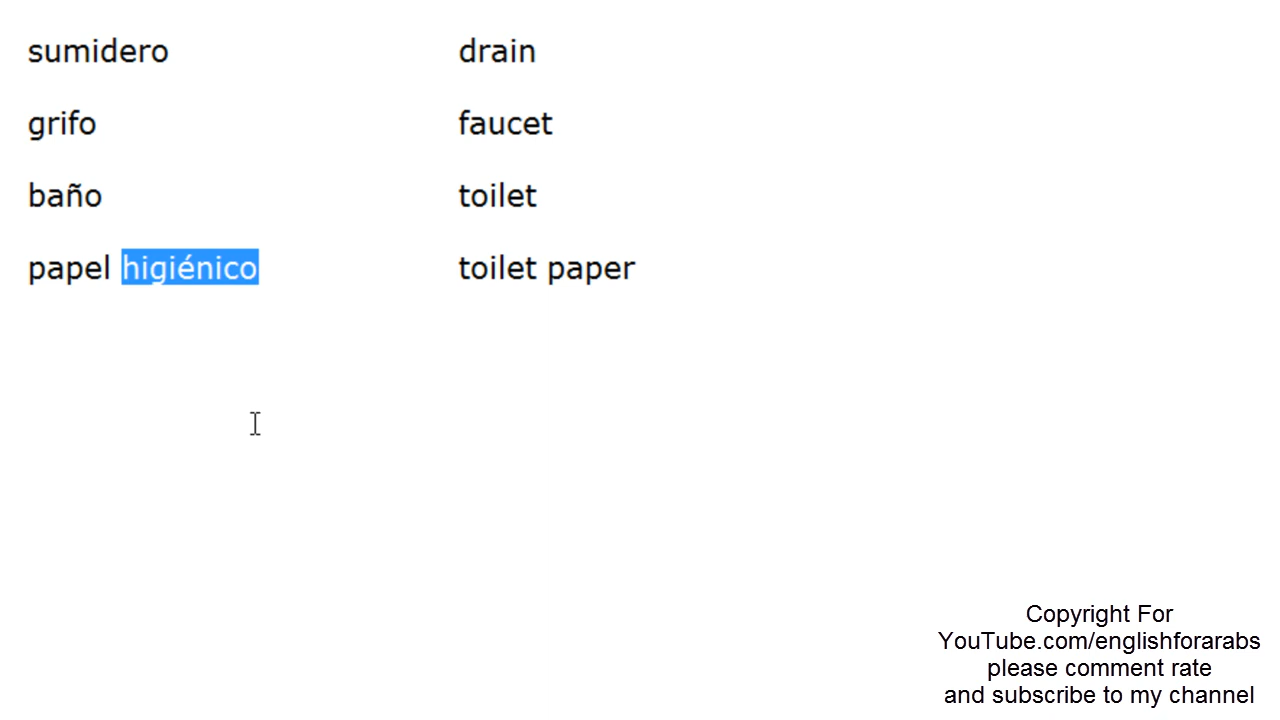 sumidero drain
grifo faucet
baño toilet
papel higiénico toilet paper
Copyright For
YouTube.com/englishforarabs
please comment rate
and subscribe to my channel